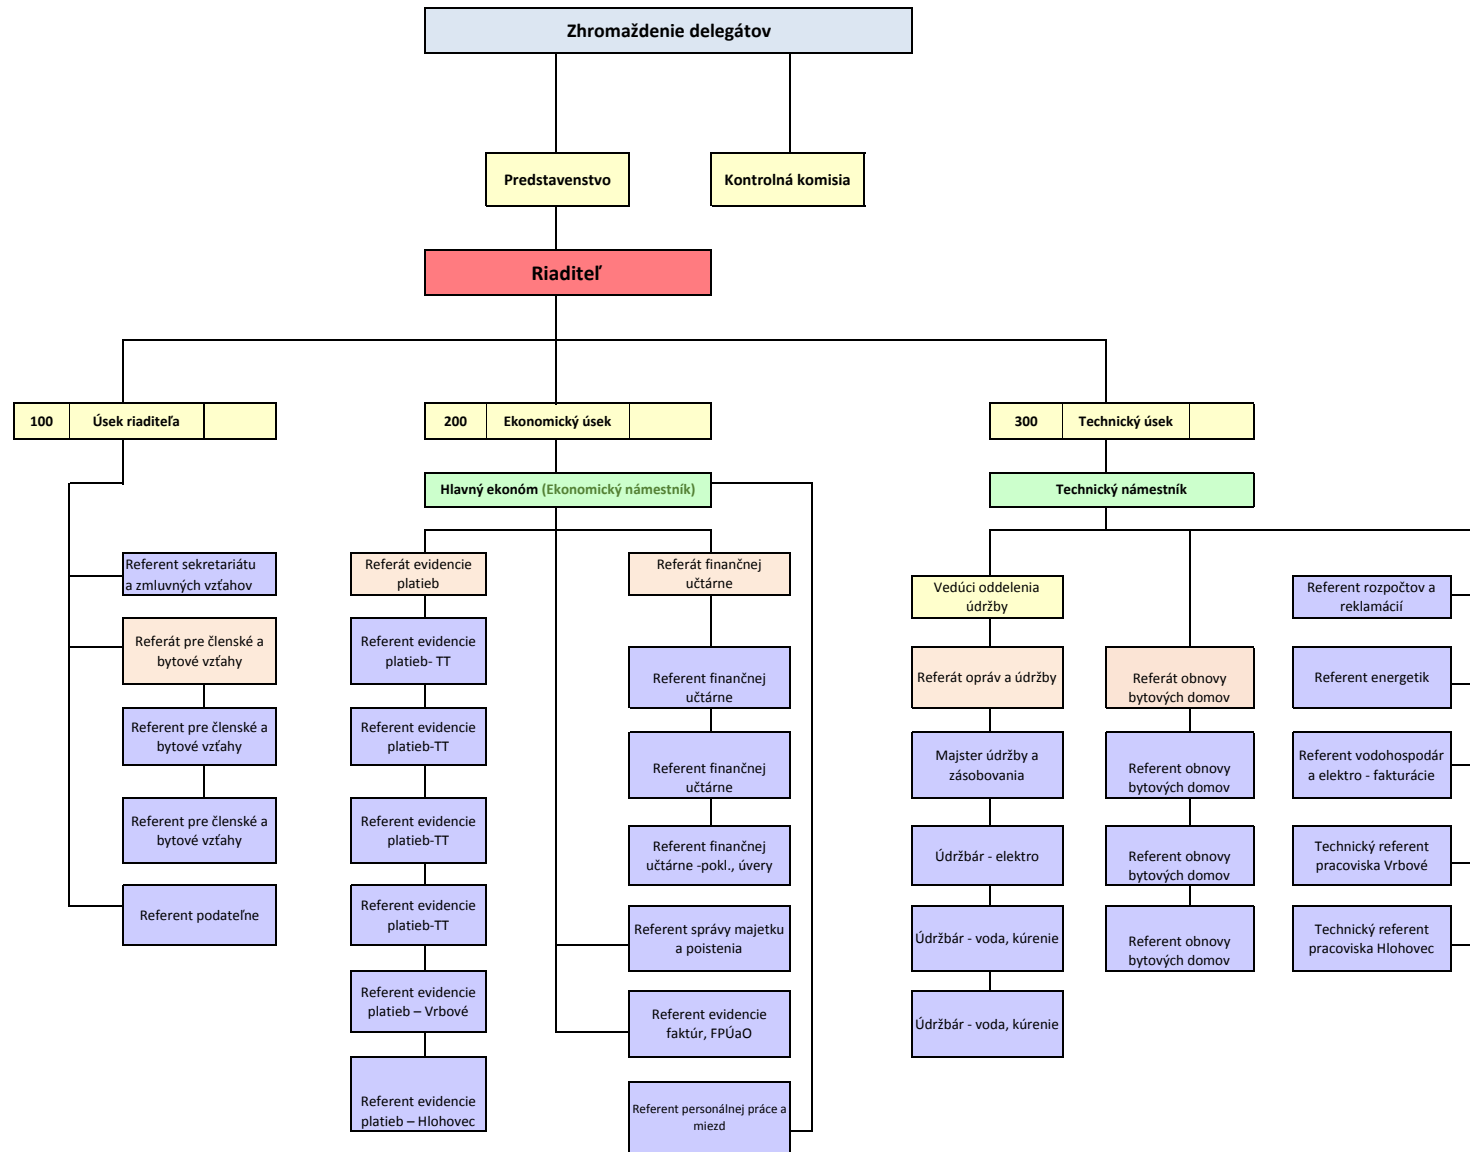 Zhromaždenie delegátov
Predstavenstvo
Kontrolná komisia
Riaditeľ
100 Úsek riaditeľa
200 Ekonomický úsek
300 Technický úsek
Hlavný ekonóm (Ekonomický námestník)
Technický námestník
Referent sekretariátu
a zmluvných vzťahov
Referát pre členské a
bytové vzťahy
Referent pre členské a
bytové vzťahy
Referent pre členské a
bytové vzťahy
Referent podateľne
Referát evidencie
platieb
Referent evidencie
platieb- TT
Referent evidencie
platieb-TT
Referent evidencie
platieb-TT
Referent evidencie
platieb-TT
Referent evidencie
platieb – Vrbové
Referent evidencie
platieb – Hlohovec
Referát finančnej
učtárne
Referent finančnej
učtárne
Referent finančnej
učtárne
Referent finančnej
učtárne -pokl., úvery
Referent správy majetku
a poistenia
Referent evidencie
faktúr, FPÚaO
Referent personálnej práce a
miezd
Vedúci oddelenia
údržby
Referát opráv a údržby
Majster údržby a
zásobovania
Údržbár - elektro
Údržbár - voda, kúrenie
Údržbár - voda, kúrenie
Referát obnovy
bytových domov
Referent obnovy
bytových domov
Referent obnovy
bytových domov
Referent obnovy
bytových domov
Referent rozpočtov a
reklamácií
Referent energetik
Referent vodohospodár
a elektro - fakturácie
Technický referent
pracoviska Vrbové
Technický referent
pracoviska Hlohovec